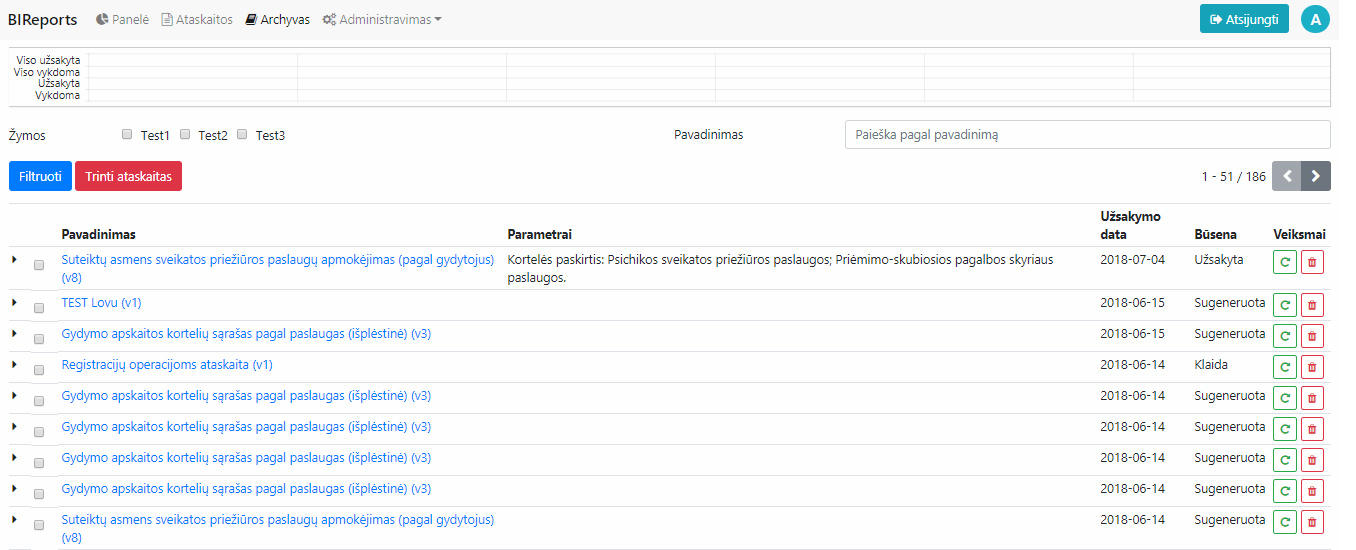 BIReports Panelė Ataskaitos Archyvas Administravimas Atsijungti A
Viso užsakyta
Viso vykdoma
Užsakyta
Vykdoma
Žymos Test1 Test2 Test3 Pavadinimas Paieška pagal pavadinimą
Filtruoti Trinti ataskaitas 1 - 51 / 186
Pavadinimas Parametrai Užsakymo data Būsena Veiksmai
Suteiktų asmens sveikatos priežiūros paslaugų apmokėjimas (pagal gydytojus) Kortelės paskirtis: Psichikos sveikatos priežiūros paslaugos; Priėmimo-skubiosios pagalbos skyriaus 2018-07-04 Užsakyta
(v8) paslaugos.
TEST Lovu (v1) 2018-06-15 Sugeneruota
Gydymo apskaitos kortelių sąrašas pagal paslaugas (išplėstinė) (v3) 2018-06-15 Sugeneruota
Registracijų operacijoms ataskaita (v1) 2018-06-14 Klaida
Gydymo apskaitos kortelių sąrašas pagal paslaugas (išplėstinė) (v3) 2018-06-14 Sugeneruota
Gydymo apskaitos kortelių sąrašas pagal paslaugas (išplėstinė) (v3) 2018-06-14 Sugeneruota
Gydymo apskaitos kortelių sąrašas pagal paslaugas (išplėstinė) (v3) 2018-06-14 Sugeneruota
Gydymo apskaitos kortelių sąrašas pagal paslaugas (išplėstinė) (v3) 2018-06-14 Sugeneruota
Suteiktų asmens sveikatos priežiūros paslaugų apmokėjimas (pagal gydytojus) 2018-06-14 Sugeneruota
(v8)